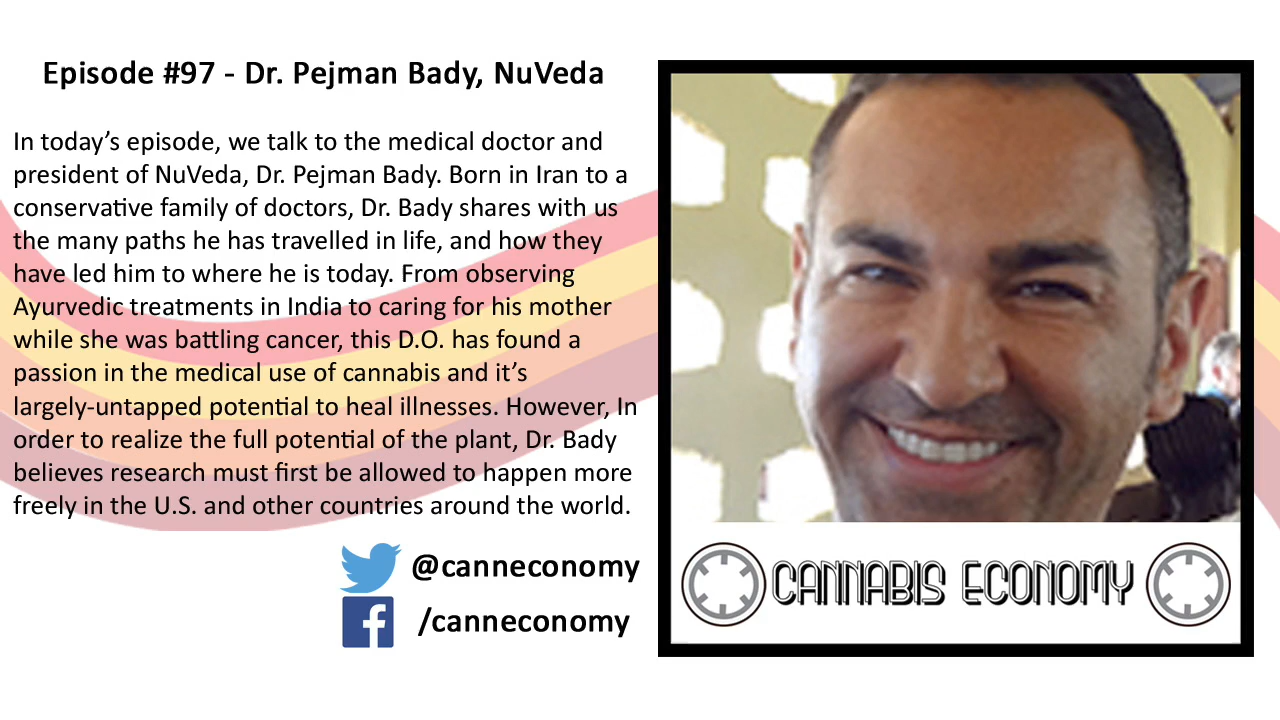 Episode #97 - Dr. Pejman Bady, NuVeda
In today's episode, we talk to the medical doctor and
president of NuVeda, Dr. Pejman Bady. Born in Iran to a
conservative family of doctors, Dr. Bady shares with us
the many paths he has travelled in life, and how they
have led him to where he is today. From observing
Ayurvedic treatments in India to caring for his mother
while she was battling cancer, this D.O. has found a
passion in the medical use of cannabis and it's
largely-untapped potential to heal illnesses. However, In
order to realize the full potential of the plant, Dr. Bady
believes research must first be allowed to happen more
freely in the U.S. and other countries around the world.
@canneconomy
/canneconomy
CANNABIS ECONOMY